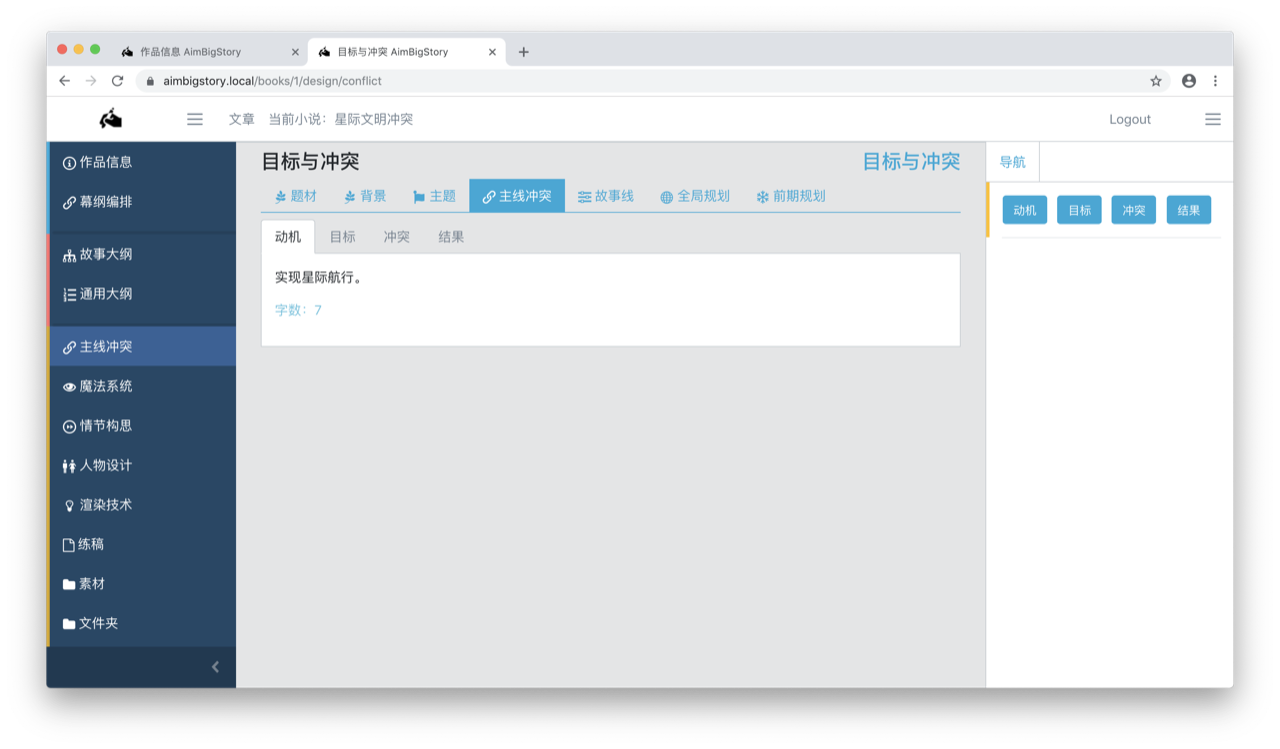 作品信息 AimBigStory
目标与冲突 AimBigStory
aimbigstory.local/books/1/design/conflict
文章 当前小说：星际文明冲突 Logout
作品信息
幕纲编排
故事大纲
通用大纲
主线冲突
魔法系统
情节构思
人物设计
渲染技术
练稿
素材
文件夹
目标与冲突 目标与冲突
题材 背景 主题 主线冲突 故事线 全局规划 前期规划
动机 目标 冲突 结果
实现星际航行。
字数：7
导航
动机 目标 冲突 结果